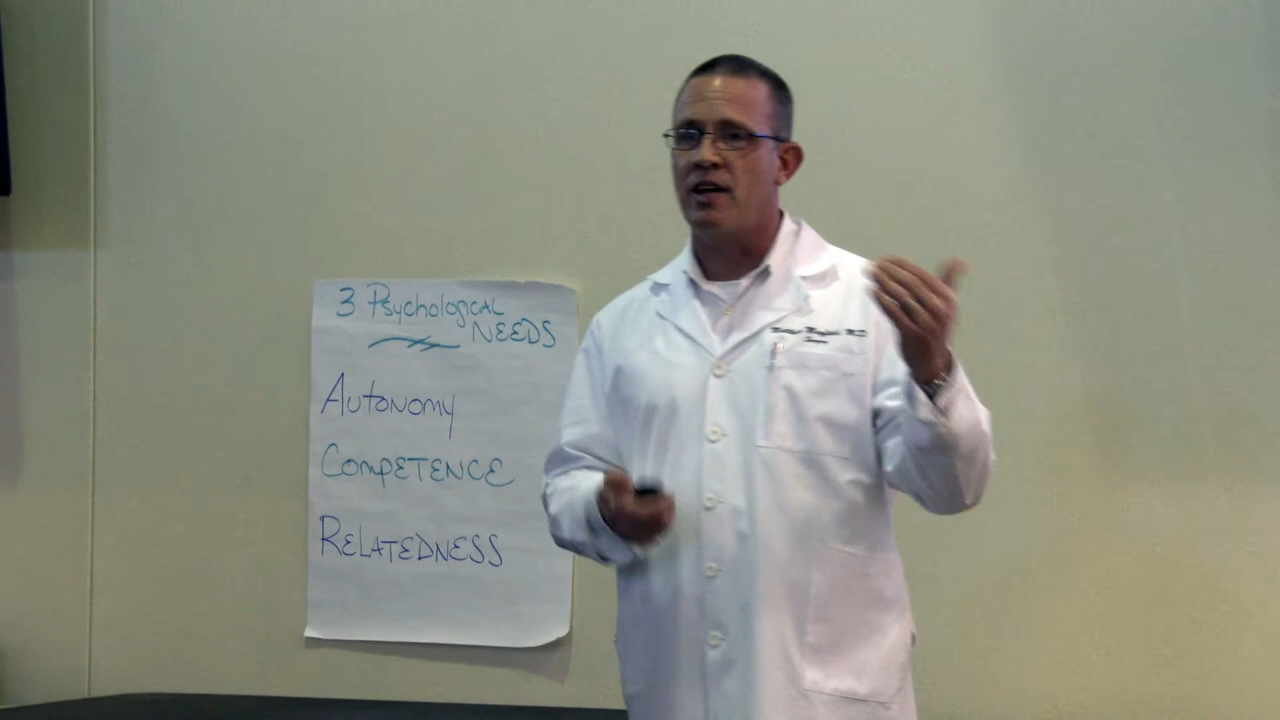 3 Psychological
NEEDS
Autonomy
Competence
Relatedness
M.D.